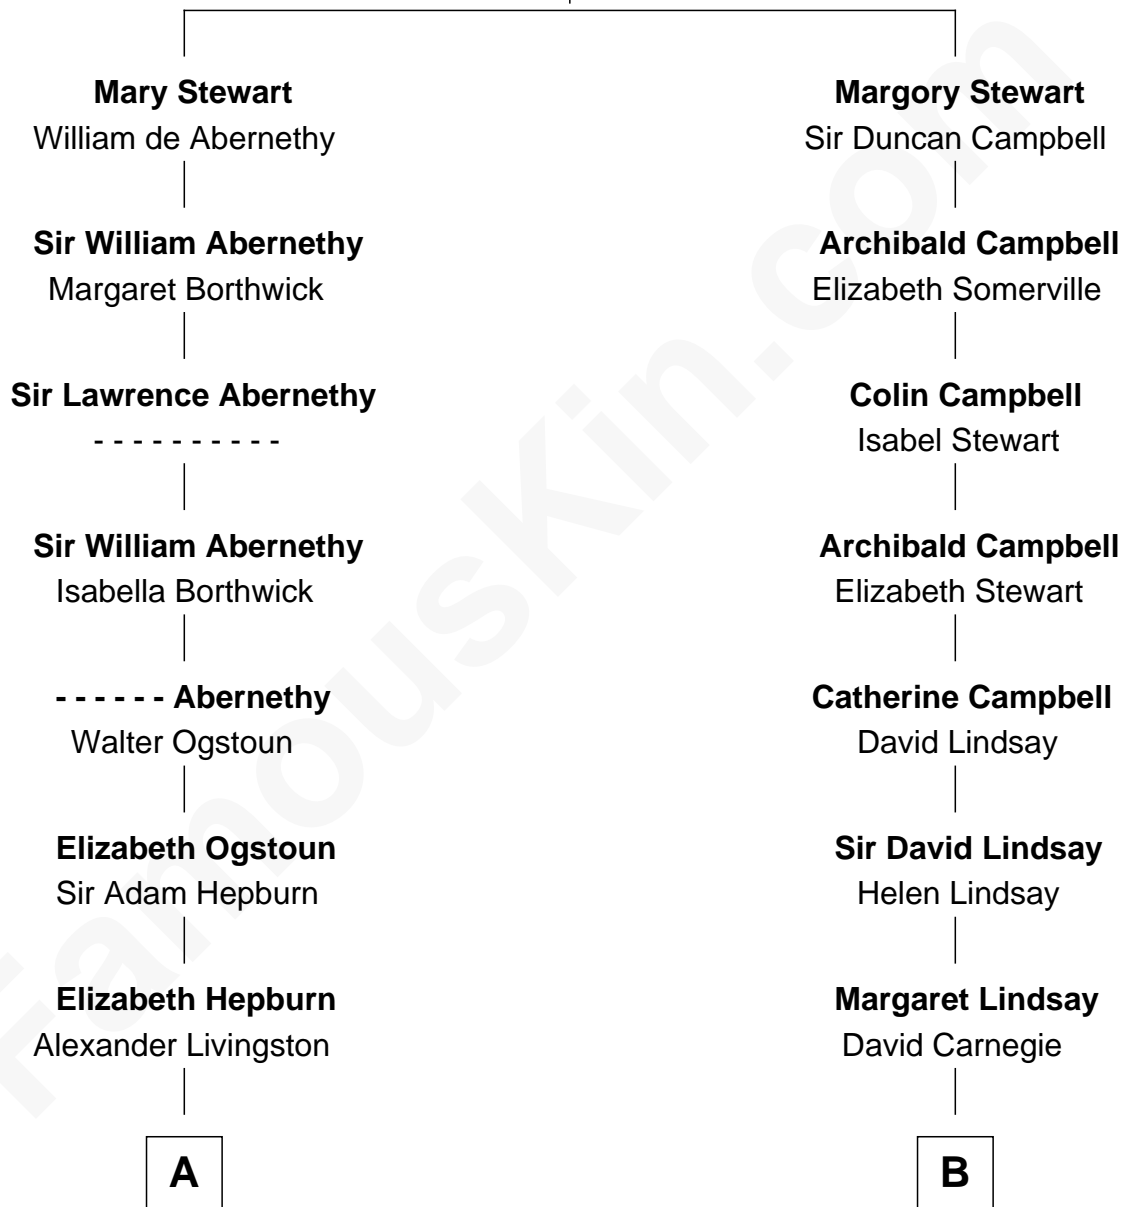 Mary Stewart
William de Abernethy
Sir William Abernethy
Margaret Borthwick
Sir Lawrence Abernethy
- - - - - - - - - -
Sir William Abernethy
Isabella Borthwick
- - - - - - Abernethy
Walter Ogstoun
Elizabeth Ogstoun
Sir Adam Hepburn
Elizabeth Hepburn
Alexander Livingston
A
Margory Stewart
Sir Duncan Campbell
Archibald Campbell
Elizabeth Somerville
Colin Campbell
Isabel Stewart
Archibald Campbell
Elizabeth Stewart
Catherine Campbell
David Lindsay
Sir David Lindsay
Helen Lindsay
Margaret Lindsay
David Carnegie
B
FamousKin.com